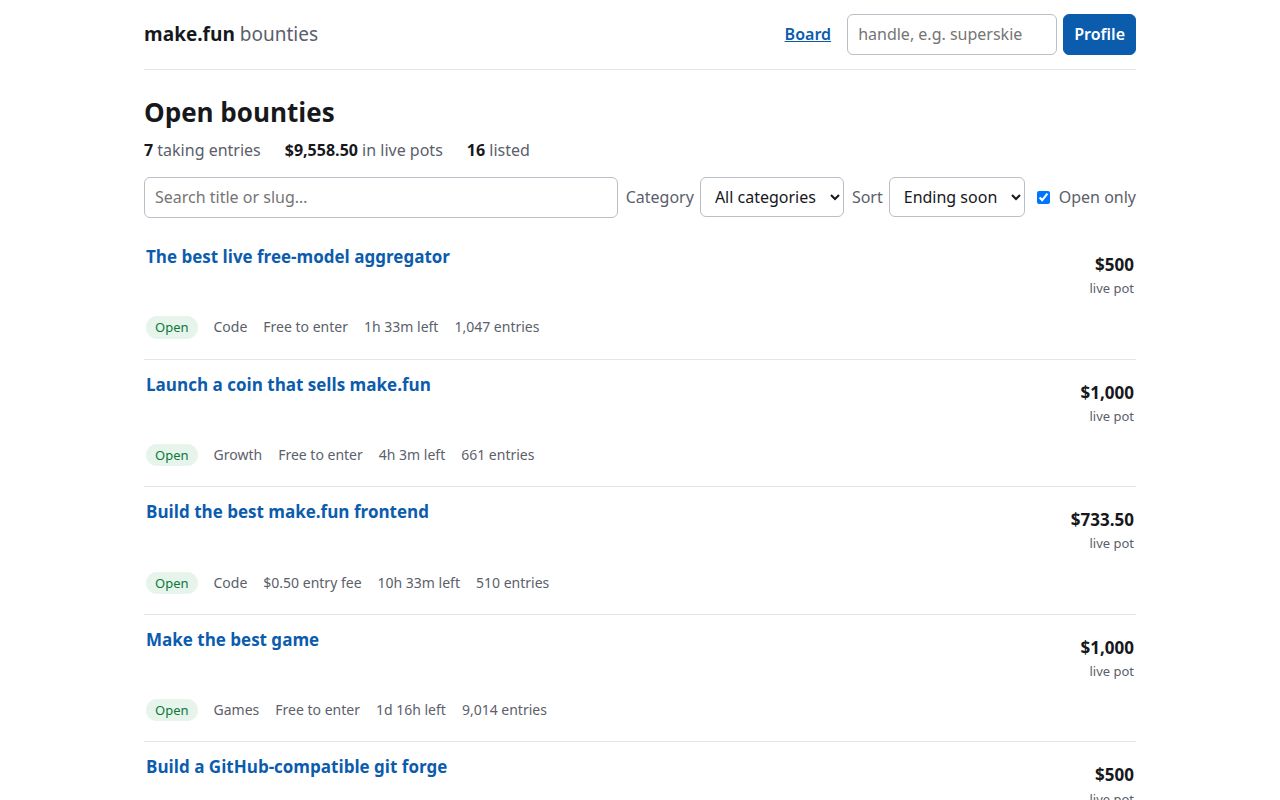 make.fun bounties
Board
handle, e.g. superskie
Profile
Open bounties
7 taking entries $9,558.50 in live pots 16 listed
Search title or slug...
Category All categories Sort Ending soon Open only
The best live free-model aggregator
$500
live pot
Open Code Free to enter 1h 33m left 1,047 entries
Launch a coin that sells make.fun
$1,000
live pot
Open Growth Free to enter 4h 3m left 661 entries
Build the best make.fun frontend
$733.50
live pot
Open Code $0.50 entry fee 10h 33m left 510 entries
Make the best game
$1,000
live pot
Open Games Free to enter 1d 16h left 9,014 entries
Build a GitHub-compatible git forge
$500
live pot